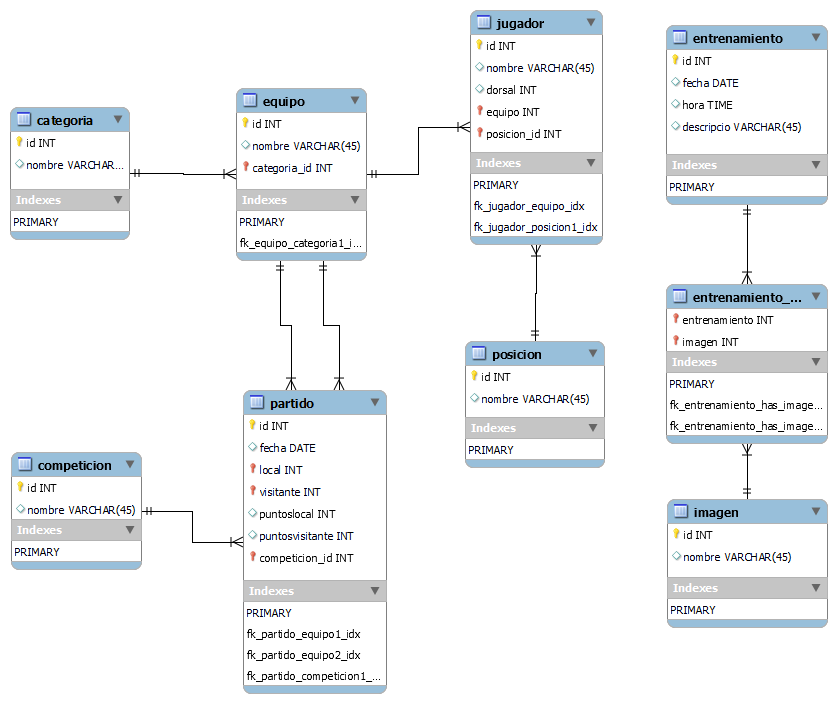 categoria
id INT
nombre VARCHAR...
Indexes
PRIMARY
equipo
id INT
nombre VARCHAR(45)
categoria_id INT
Indexes
PRIMARY
fk_equipo_categoria1_i...
jugador
id INT
nombre VARCHAR(45)
dorsal INT
equipo INT
posicion_id INT
Indexes
PRIMARY
fk_jugador_equipo_idx
fk_jugador_posicion1_idx
entrenamiento
id INT
fecha DATE
hora TIME
descripcio VARCHAR(45)
Indexes
PRIMARY
entrenamiento_...
entrenamiento INT
imagen INT
Indexes
PRIMARY
fk_entrenamiento_has_image...
fk_entrenamiento_has_image...
posicion
id INT
nombre VARCHAR(45)
Indexes
PRIMARY
partido
id INT
fecha DATE
local INT
visitante INT
puntoslocal INT
puntosvisitante INT
competicion_id INT
Indexes
PRIMARY
fk_partido_equipo1_idx
fk_partido_equipo2_idx
fk_partido_competicion1_...
competicion
id INT
nombre VARCHAR(45)
Indexes
PRIMARY
imagen
id INT
nombre VARCHAR(45)
Indexes
PRIMARY